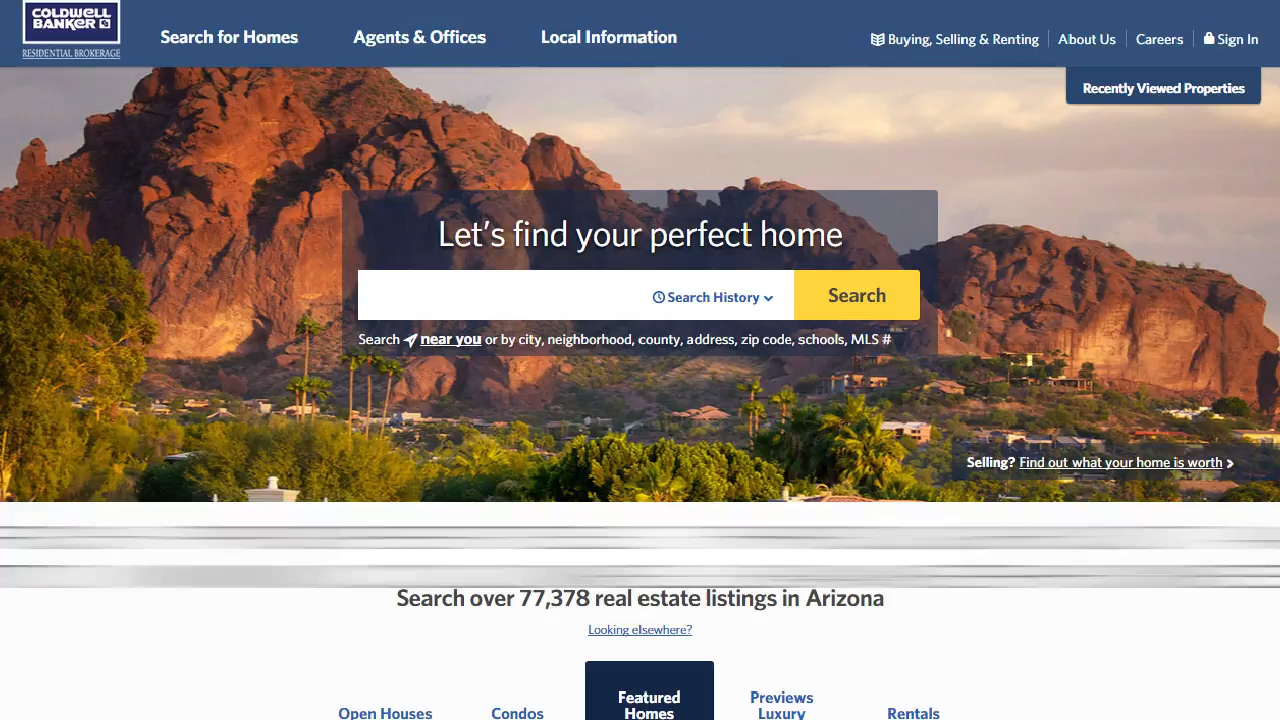 COLDWELL
BANKER
RESIDENTIAL BROKERAGE
Search for Homes
Agents & Offices
Local Information
Buying, Selling & Renting
About Us
Careers
Sign In
Recently Viewed Properties
Let's find your perfect home
Search History
Search
Search near you or by city, neighborhood, county, address, zip code, schools, MLS #
Selling? Find out what your home is worth
Search over 77,378 real estate listings in Arizona
Looking elsewhere?
Open Houses
Condos
Featured
Homes
Previews
Luxury
Rentals